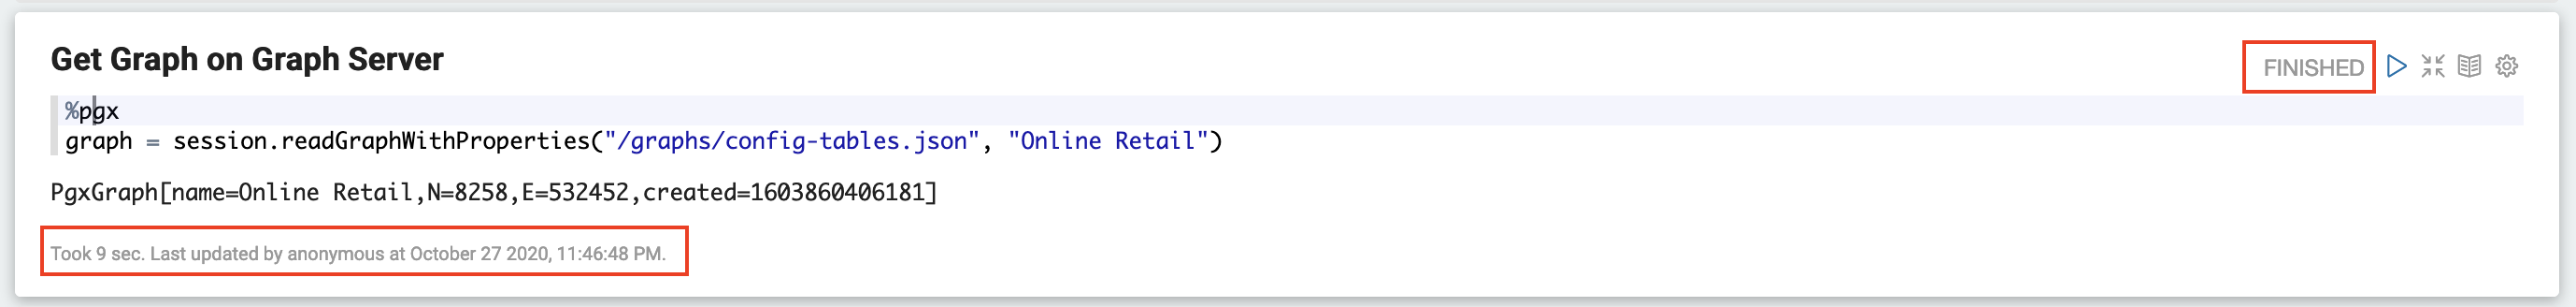 Get Graph on Graph Server
FINISHED
%pgx
graph = session.readGraphWithProperties("/graphs/config-tables.json", "Online Retail")
PgxGraph[name=Online Retail,N=8258,E=532452,created=1603860406181]
Took 9 sec. Last updated by anonymous at October 27 2020, 11:46:48 PM.